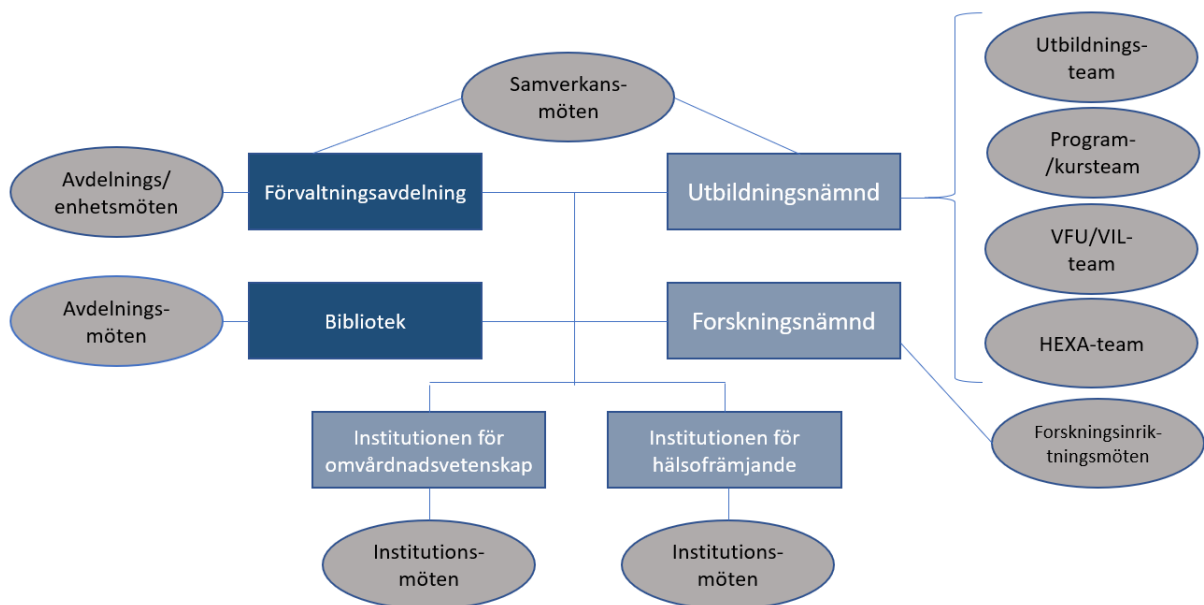 Samverkans-
möten
Avdelnings/
enhetsmöten
Förvaltningsavdelning
Utbildningsnämnd
Avdelnings-
möten
Bibliotek
Forskningsnämnd
Institutionen för
omvårdnadsvetenskap
Institutionen för
hälsofrämjande
Institutions-
möten
Institutions-
möten
Utbildnings-
team
Program-
/kursteam
VFU/VIL-
team
HEXA-team
Forskningsinrik-
tningsmöten